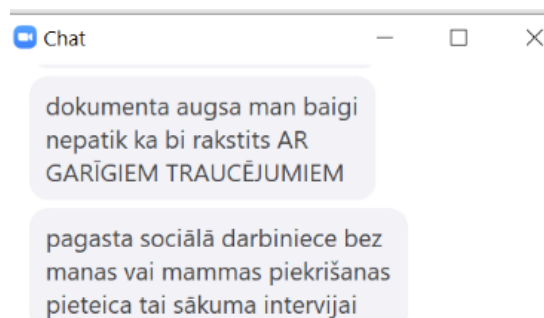 Chat
dokumenta augsa man baigi
nepatik ka bi rakstits AR
GARĪGIEM TRAUCĒJUMIEM
pagasta sociālā darbiniece bez
manas vai mammas piekrišanas
pieteica tai sākuma intervijai